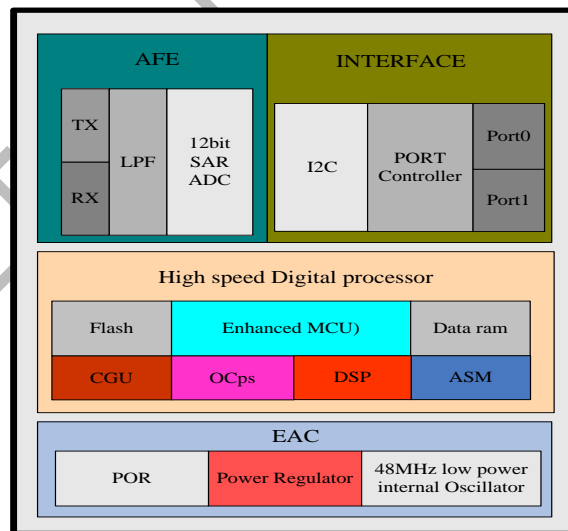 AFE
INTERFACE
TX
RX
LPF
12bit
SAR
ADC
I2C
PORT
Controller
Port0
Port1
High speed Digital processor
Flash
Enhanced MCU)
Data ram
CGU
OCps
DSP
ASM
EAC
POR
Power Regulator
48MHz low power
internal Oscillator